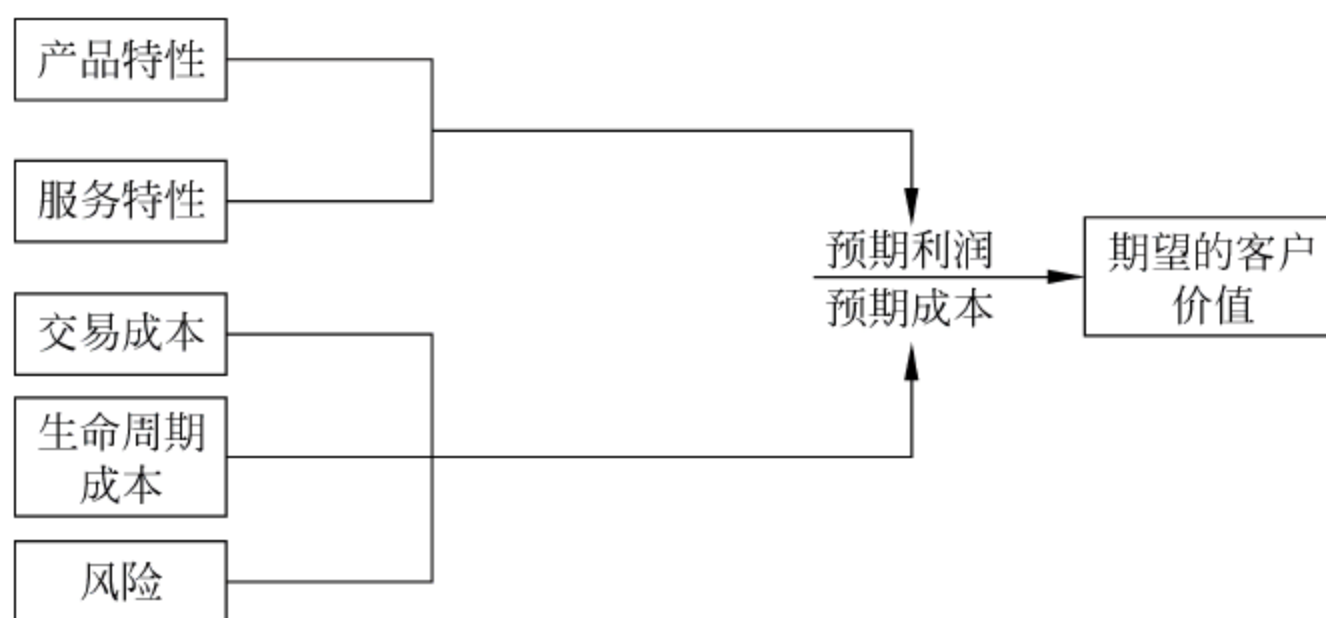 产品特性
服务特性
交易成本
生命周期
成本
风险
预期利润
预期成本
期望的客户
价值